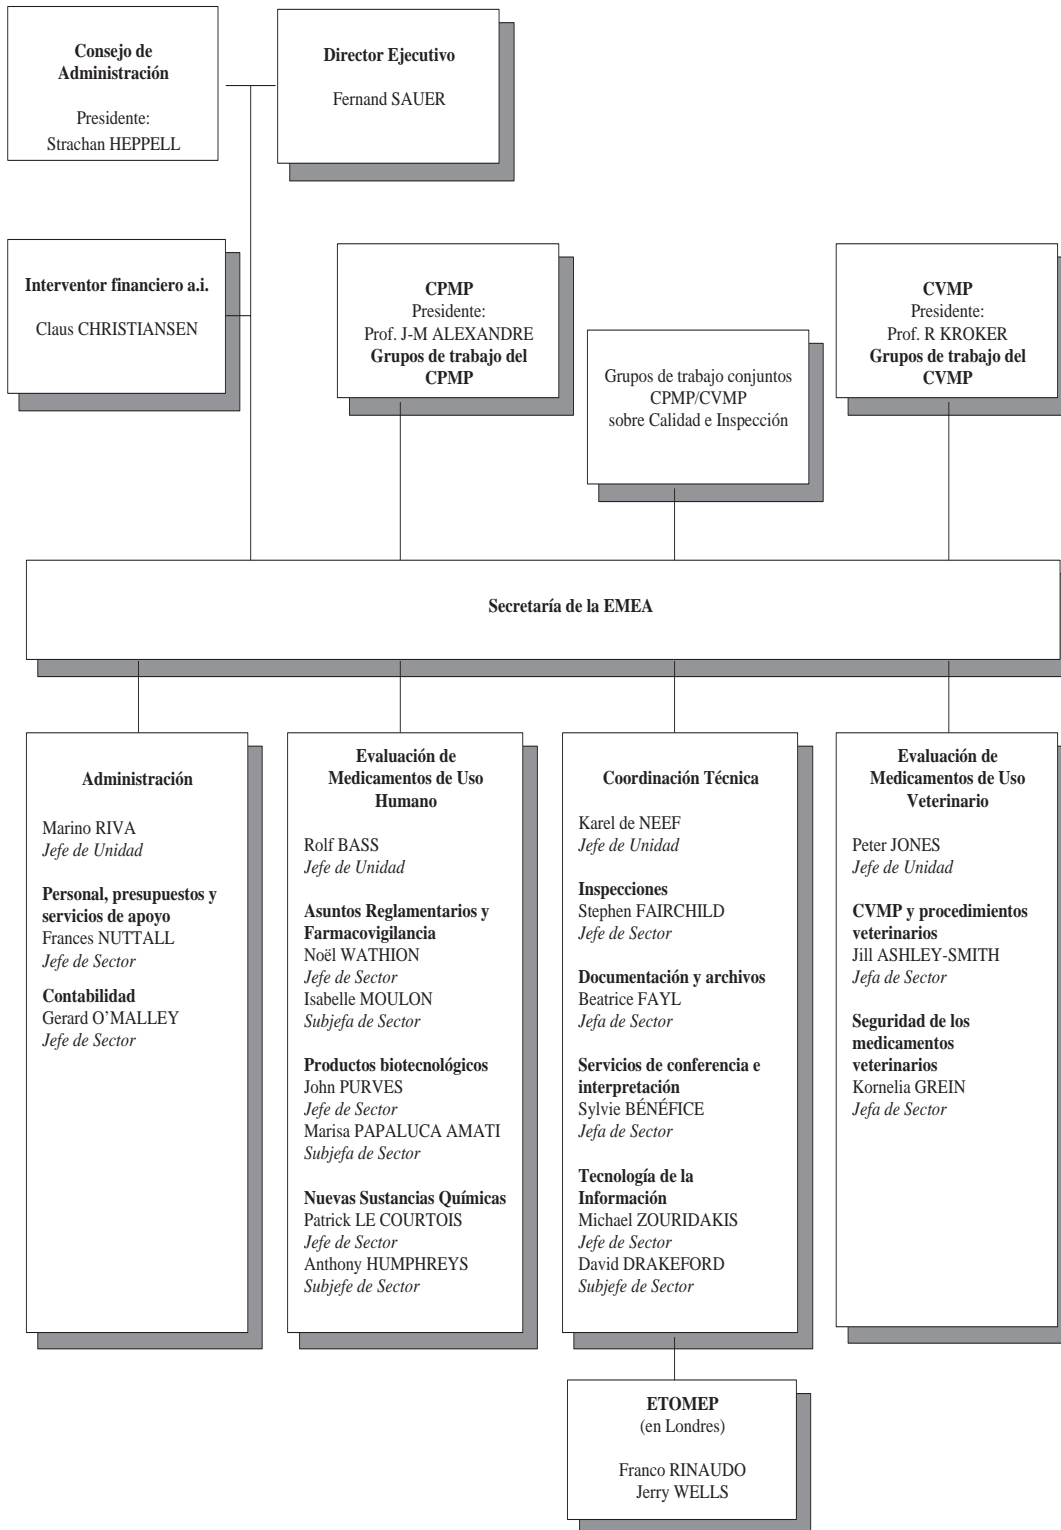 Consejo de
Administración
Presidente:
Strachan HEPPELL
Director Ejecutivo
Fernand SAUER
Interventor financiero a.i.
Claus CHRISTIANSEN
CPMP
Presidente:
Prof. J-M ALEXANDRE
Grupos de trabajo del
CPMP
Grupos de trabajo conjuntos
CPMP/CVMP
sobre Calidad e Inspección
CVMP
Presidente:
Prof. R KROKER
Grupos de trabajo del
CVMP
Secretaría de la EMEA
Administración
Marino RIVA
Jefe de Unidad
Personal, presupuestos y
servicios de apoyo
Frances NUTTALL
Jefe de Sector
Contabilidad
Gerard O’MALLEY
Jefe de Sector
Evaluación de
Medicamentos de Uso
Humano
Rolf BASS
Jefe de Unidad
Asuntos Reglamentarios y
Farmacovigilancia
Noël WATHION
Jefe de Sector
Isabelle MOULON
Subjefa de Sector
Productos biotecnológicos
John PURVES
Jefe de Sector
Marisa PAPALUCA AMATI
Subjefa de Sector
Nuevas Sustancias Químicas
Patrick LE COURTOIS
Jefe de Sector
Anthony HUMPHREYS
Subjefe de Sector
Coordinación Técnica
Karel de NEEF
Jefe de Unidad
Inspecciones
Stephen FAIRCHILD
Jefe de Sector
Documentación y archivos
Beatrice FAYL
Jefa de Sector
Servicios de conferencia e
interpretación
Sylvie BÉNÉFICE
Jefa de Sector
Tecnología de la
Información
Michael ZOURIDAKIS
Jefe de Sector
David DRAKEFORD
Subjefe de Sector
Evaluación de
Medicamentos de Uso
Veterinario
Peter JONES
Jefe de Unidad
CVMP y procedimientos
veterinarios
Jill ASHLEY-SMITH
Jefa de Sector
Seguridad de los
medicamentos
veterinarios
Kornelia GREIN
Jefa de Sector
ETOMEP
(en Londres)
Franco RINAUDO
Jerry WELLS